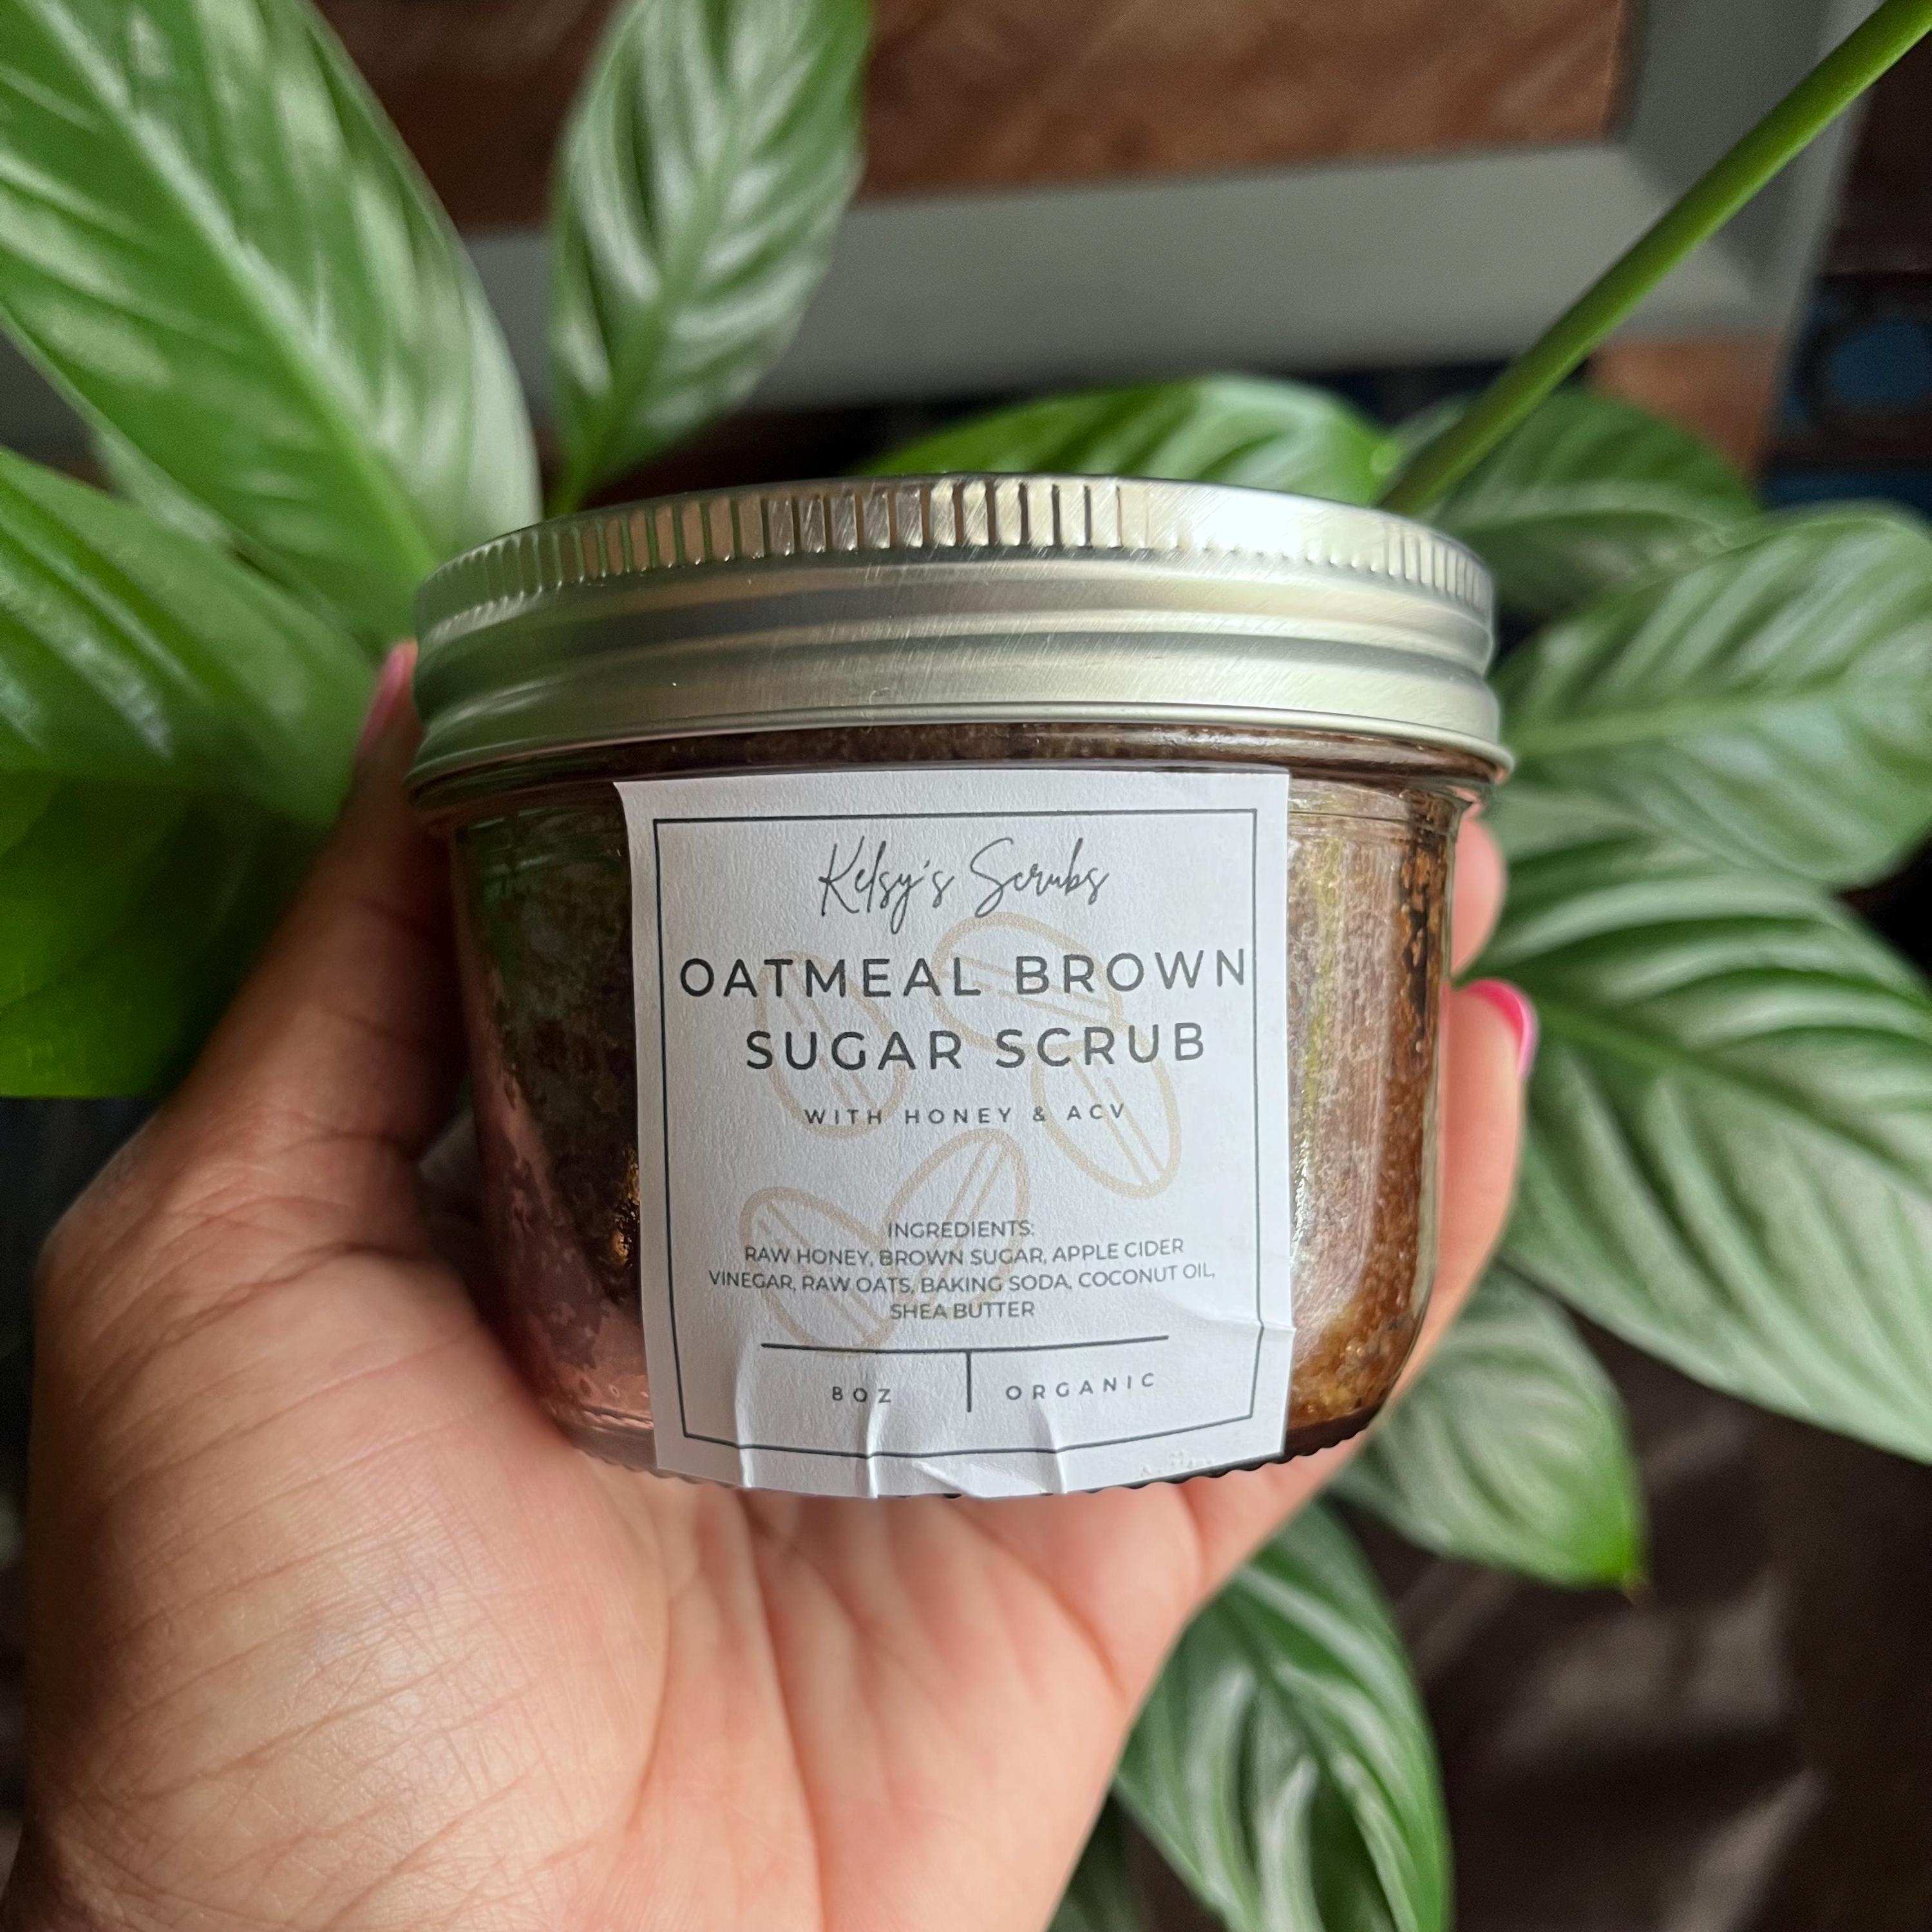 Kelsy's Scrubs
OATMEAL BROWN
SUGAR SCRUB
WITH HONEY & ACV
INGREDIENTS:
RAW HONEY, BROWN SUGAR, APPLE CIDER
VINEGAR, RAW OATS, BAKING SODA, COCONUT OIL,
SHEA BUTTER
8OZ
ORGANIC